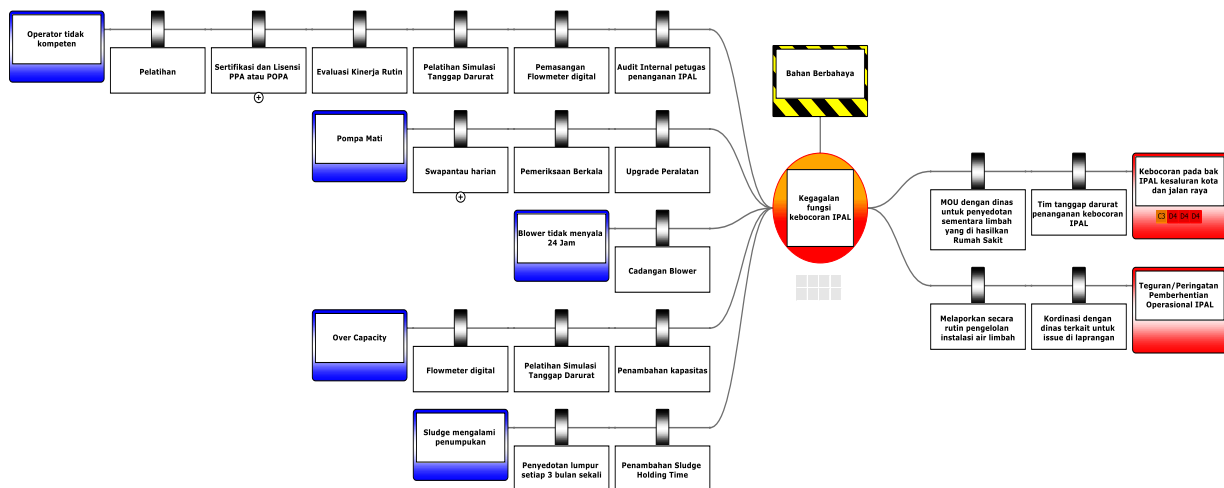 Operator tidak
kompeten
Pelatihan
Sertifikasi dan Lisensi
PPA atau POPA
Evaluasi Kinerja Rutin
Pelatihan Simulasi
Tanggap Darurat
Pemasangan
Flowmeter digital
Audit Internal petugas
penanganan IPAL
Pompa Mati
Swapantau harian
Pemeriksaan Berkala
Upgrade Peralatan
Blower tidak menyala
24 Jam
Cadangan Blower
Over Capacity
Flowmeter digital
Pelatihan Simulasi
Tanggap Darurat
Penambahan kapasitas
Sludge mengalami
penumpukan
Penyedotan lumpur
setiap 3 bulan sekali
Penambahan Sludge
Holding Time
Bahan Berbahaya
Kegagalan
fungsi
kebocoran IPAL
MOU dengan dinas
untuk penyedotan
sementara limbah
yang di hasilkan
Rumah Sakit
Tim tanggap darurat
penanganan kebocoran
IPAL
Kebocoran pada bak
IPAL kesaluran kota
dan jalan raya
C3 04 04 04
Melaporkan secara
rutin pengelolan
instalasi air limbah
Kordinasi dengan
dinas terkait untuk
issue di laprangan
Teguran/Peringatan
Pemberhentian
Operasional IPAL